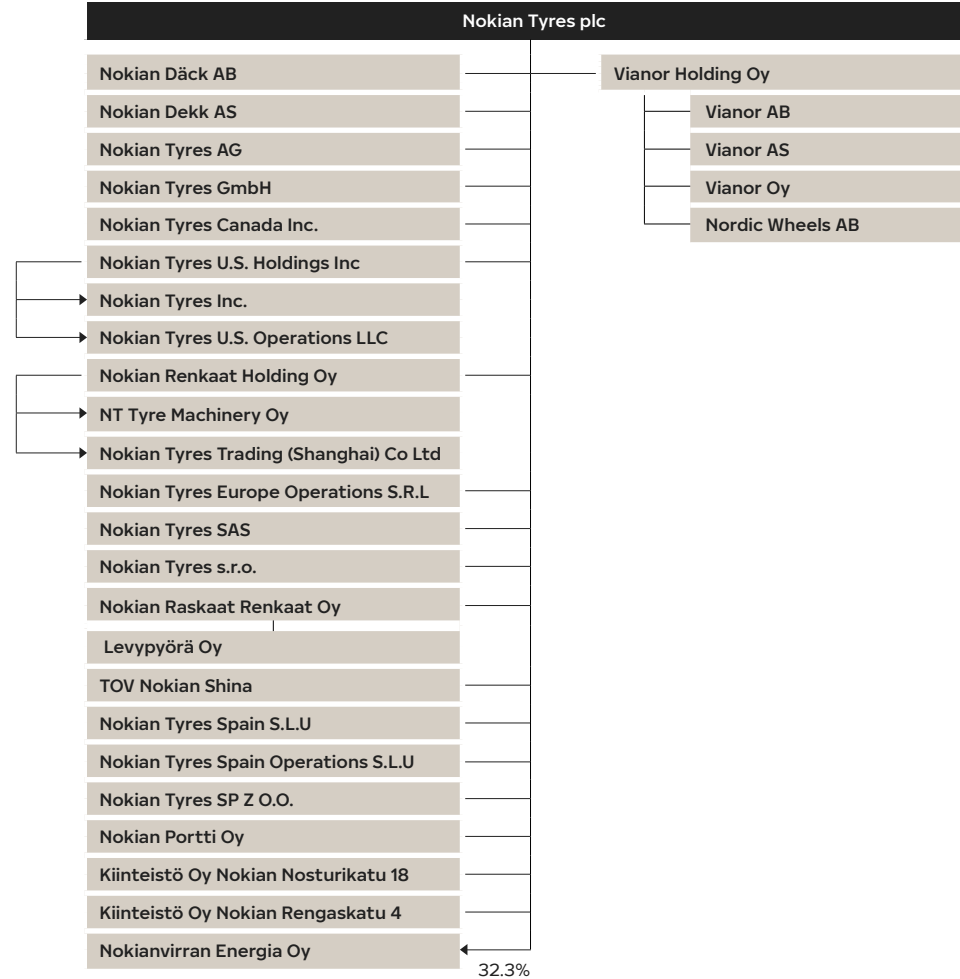 Nokian Tyres plc
Nokian Däck AB
Nokian Dekk AS
Nokian Tyres AG
Nokian Tyres GmbH
Nokian Tyres Canada Inc.
Nokian Tyres U.S. Holdings Inc
Nokian Tyres Inc.
Nokian Tyres U.S. Operations LLC
Nokian Renkaat Holding Oy
NT Tyre Machinery Oy
Nokian Tyres Trading (Shanghai) Co Ltd
Nokian Tyres Europe Operations S.R.L
Nokian Tyres SAS
Nokian Tyres s.r.o.
Nokian Raskaat Renkaat Oy
Levypyörä Oy
TOV Nokian Shina
Nokian Tyres Spain S.L.U
Nokian Tyres Spain Operations S.L.U
Nokian Tyres SP Z O.O.
Nokian Portti Oy
Kiinteistö Oy Nokian Nosturikatu 18
Kiinteistö Oy Nokian Rengaskatu 4
Nokianvirran Energia Oy
32.3%
Vianor Holding Oy
Vianor AB
Vianor AS
Vianor Oy
Nordic Wheels AB